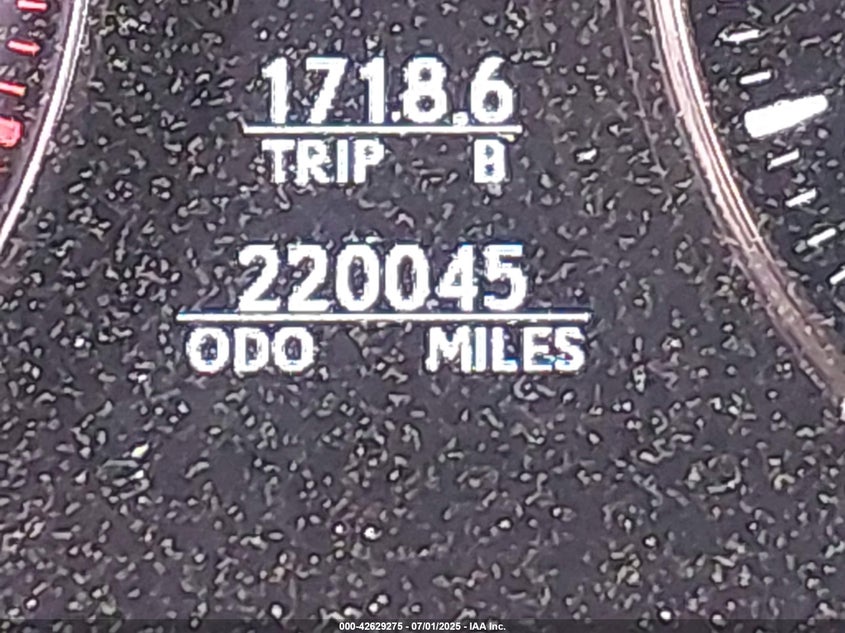 1718.6
TRIP B
220045
ODO MILES
000-42629275 - 07/01/2025 - IAA Inc.